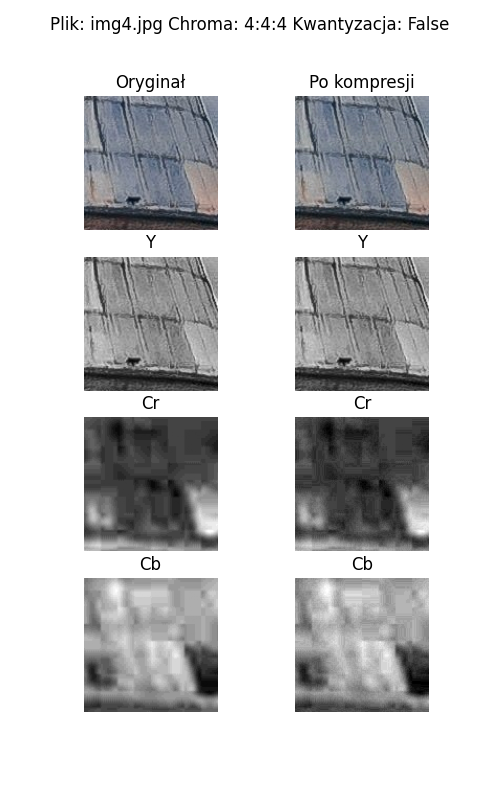 Plik: img4.jpg Chroma: 4:4:4 Kwantyzacja: False
Oryginał Po kompresji
Y Y
Cr Cr
Cb Cb